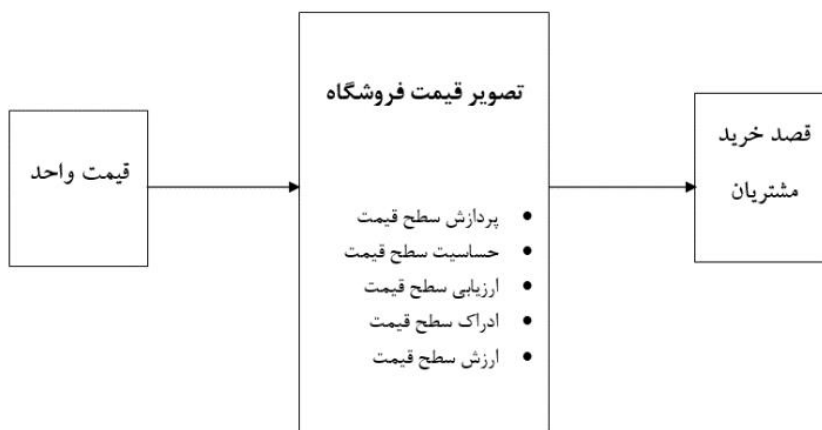 تصویر قیمت فروشگاه
پردازش سطح قیمت
حساسیت سطح قیمت
ارزیابی سطح قیمت
ادراک سطح قیمت
ارزش سطح قیمت
قصد خرید
مشتریان
قیمت واحد